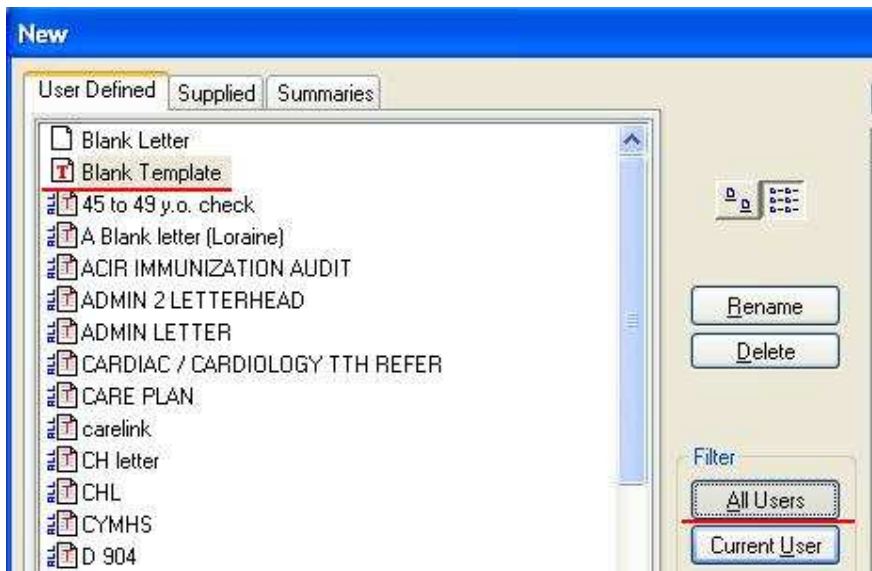 New
User Defined Supplied Summaries
Blank Letter
Blank Template
45 to 49 y.o. check
A Blank letter (Loraine)
ACIR IMMUNIZATION AUDIT
ADMIN 2 LETTERHEAD
ADMIN LETTER
CARDIAC / CARDIOLOGY TTH REFER
CARE PLAN
carelink
CH letter
CHL
CYMHS
D 904
Rename
Delete
Filter
All Users
Current User